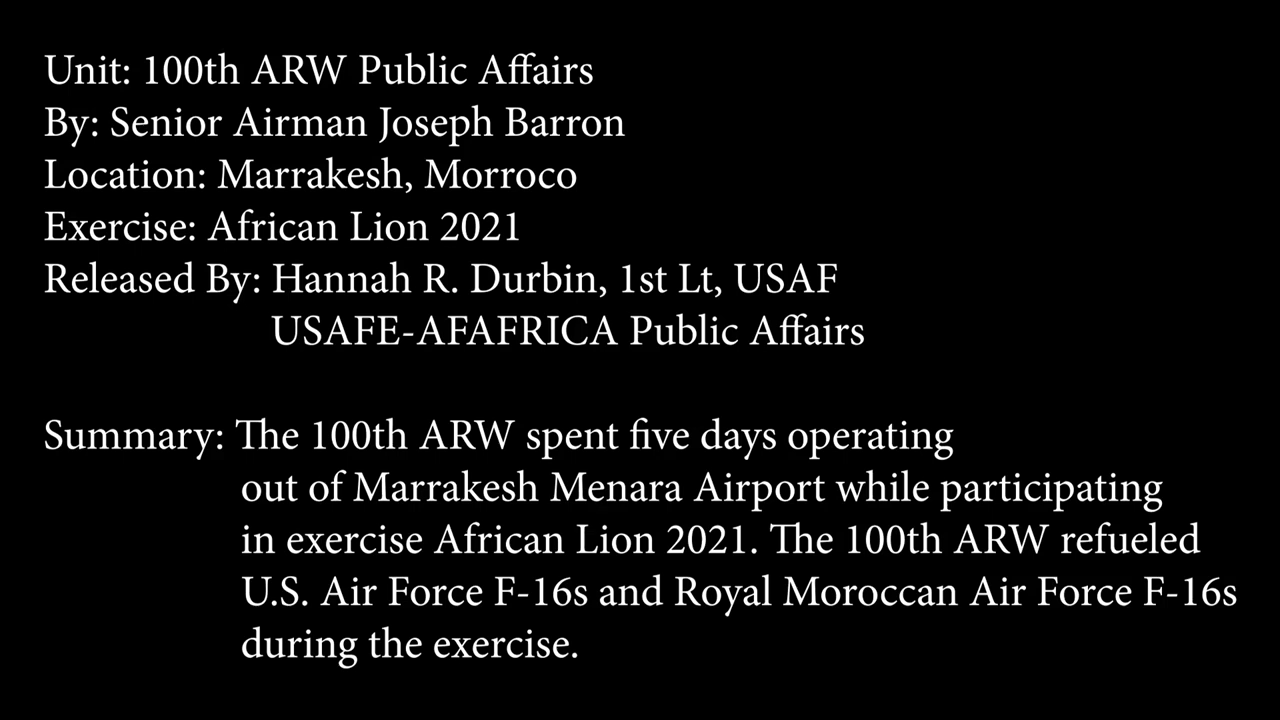 Unit: 100th ARW Public Affairs
By: Senior Airman Joseph Barron
Location: Marrakesh, Morroco
Exercise: African Lion 2021
Released By: Hannah R. Durbin, 1st Lt, USAF
USAFE-AFAFRICA Public Affairs
Summary: The 100th ARW spent five days operating
out of Marrakesh Menara Airport while participating
in exercise African Lion 2021. The 100th ARW refueled
U.S. Air Force F-16s and Royal Moroccan Air Force F-16s
during the exercise.